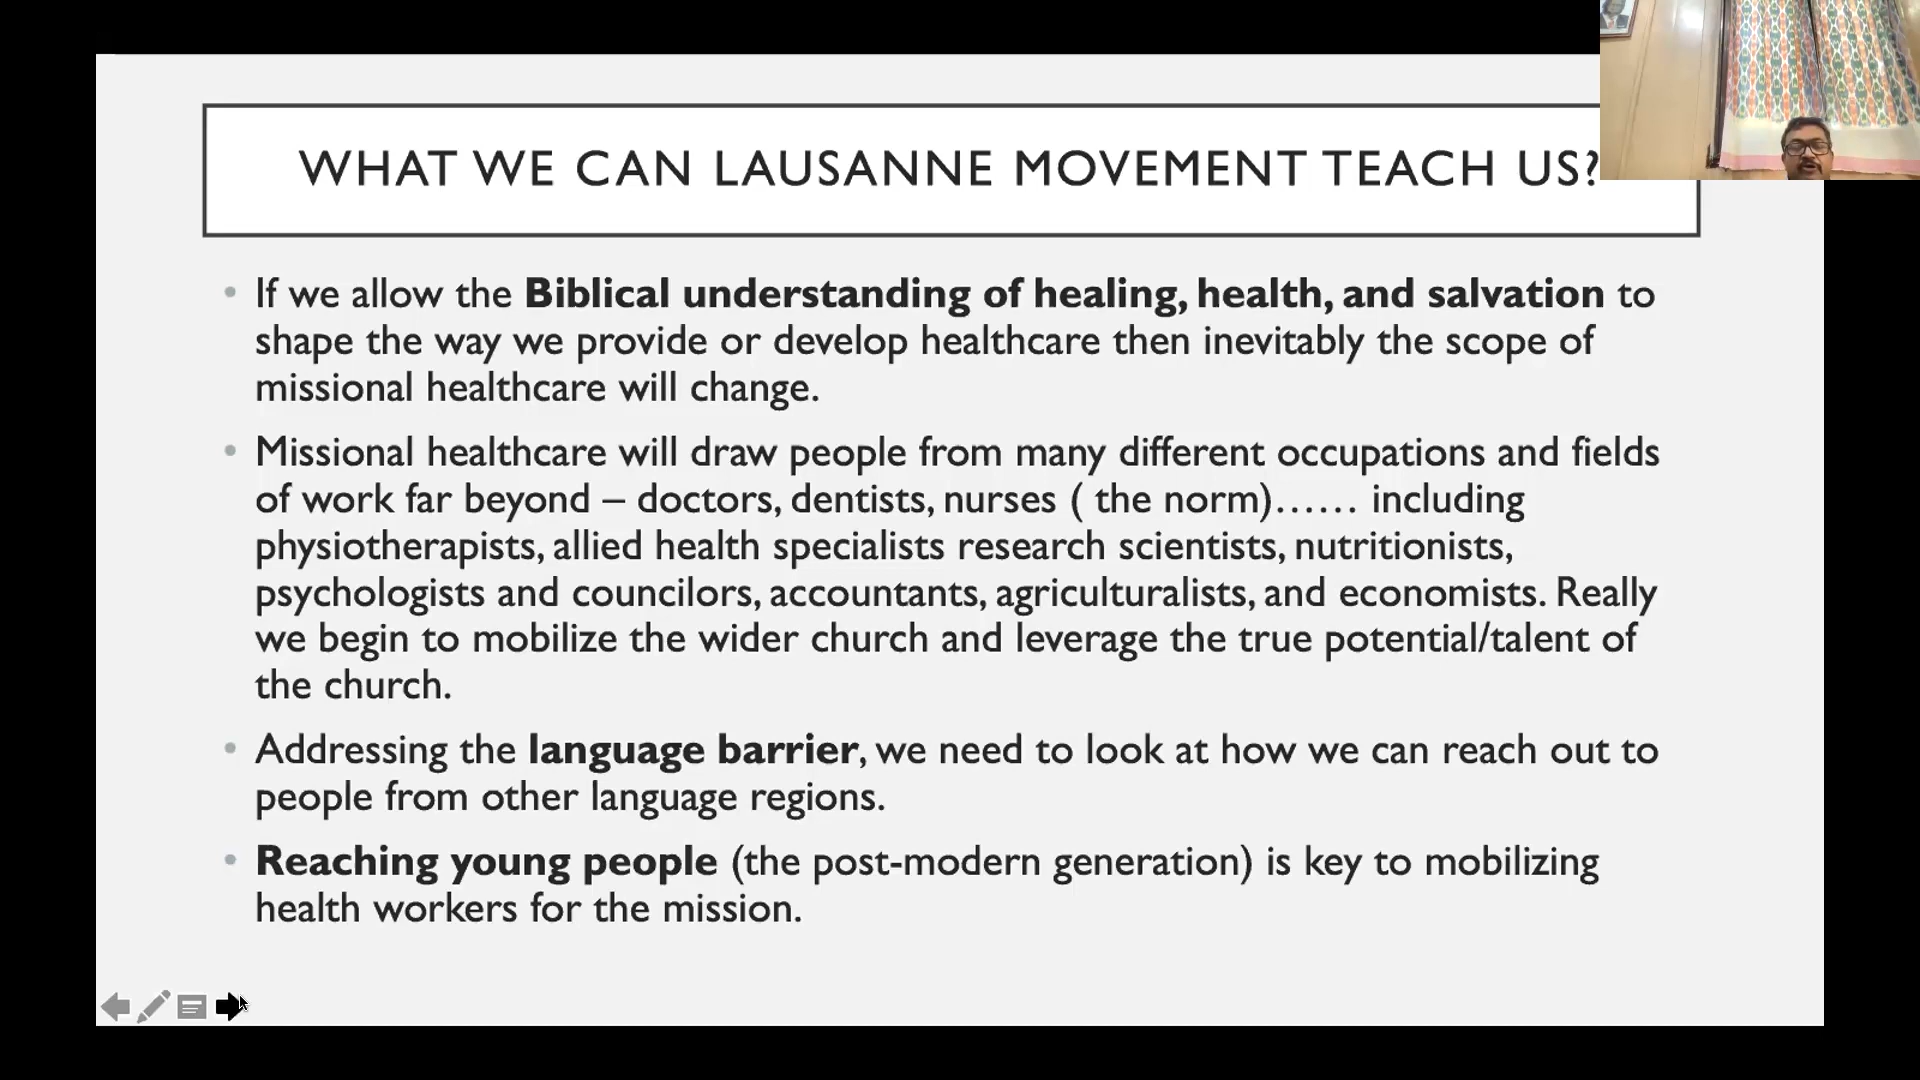 WHAT WE CAN LAUSANNE MOVEMENT TEACH US?
• If we allow the Biblical understanding of healing, health, and salvation to
shape the way we provide or develop healthcare then inevitably the scope of
missional healthcare will change.
• Missional healthcare will draw people from many different occupations and fields
of work far beyond – doctors, dentists, nurses ( the norm)…… including
physiotherapists, allied health specialists research scientists, nutritionists,
psychologists and councilors, accountants, agriculturalists, and economists. Really
we begin to mobilize the wider church and leverage the true potential/talent of
the church.
• Addressing the language barrier, we need to look at how we can reach out to
people from other language regions.
• Reaching young people (the post-modern generation) is key to mobilizing
health workers for the mission.